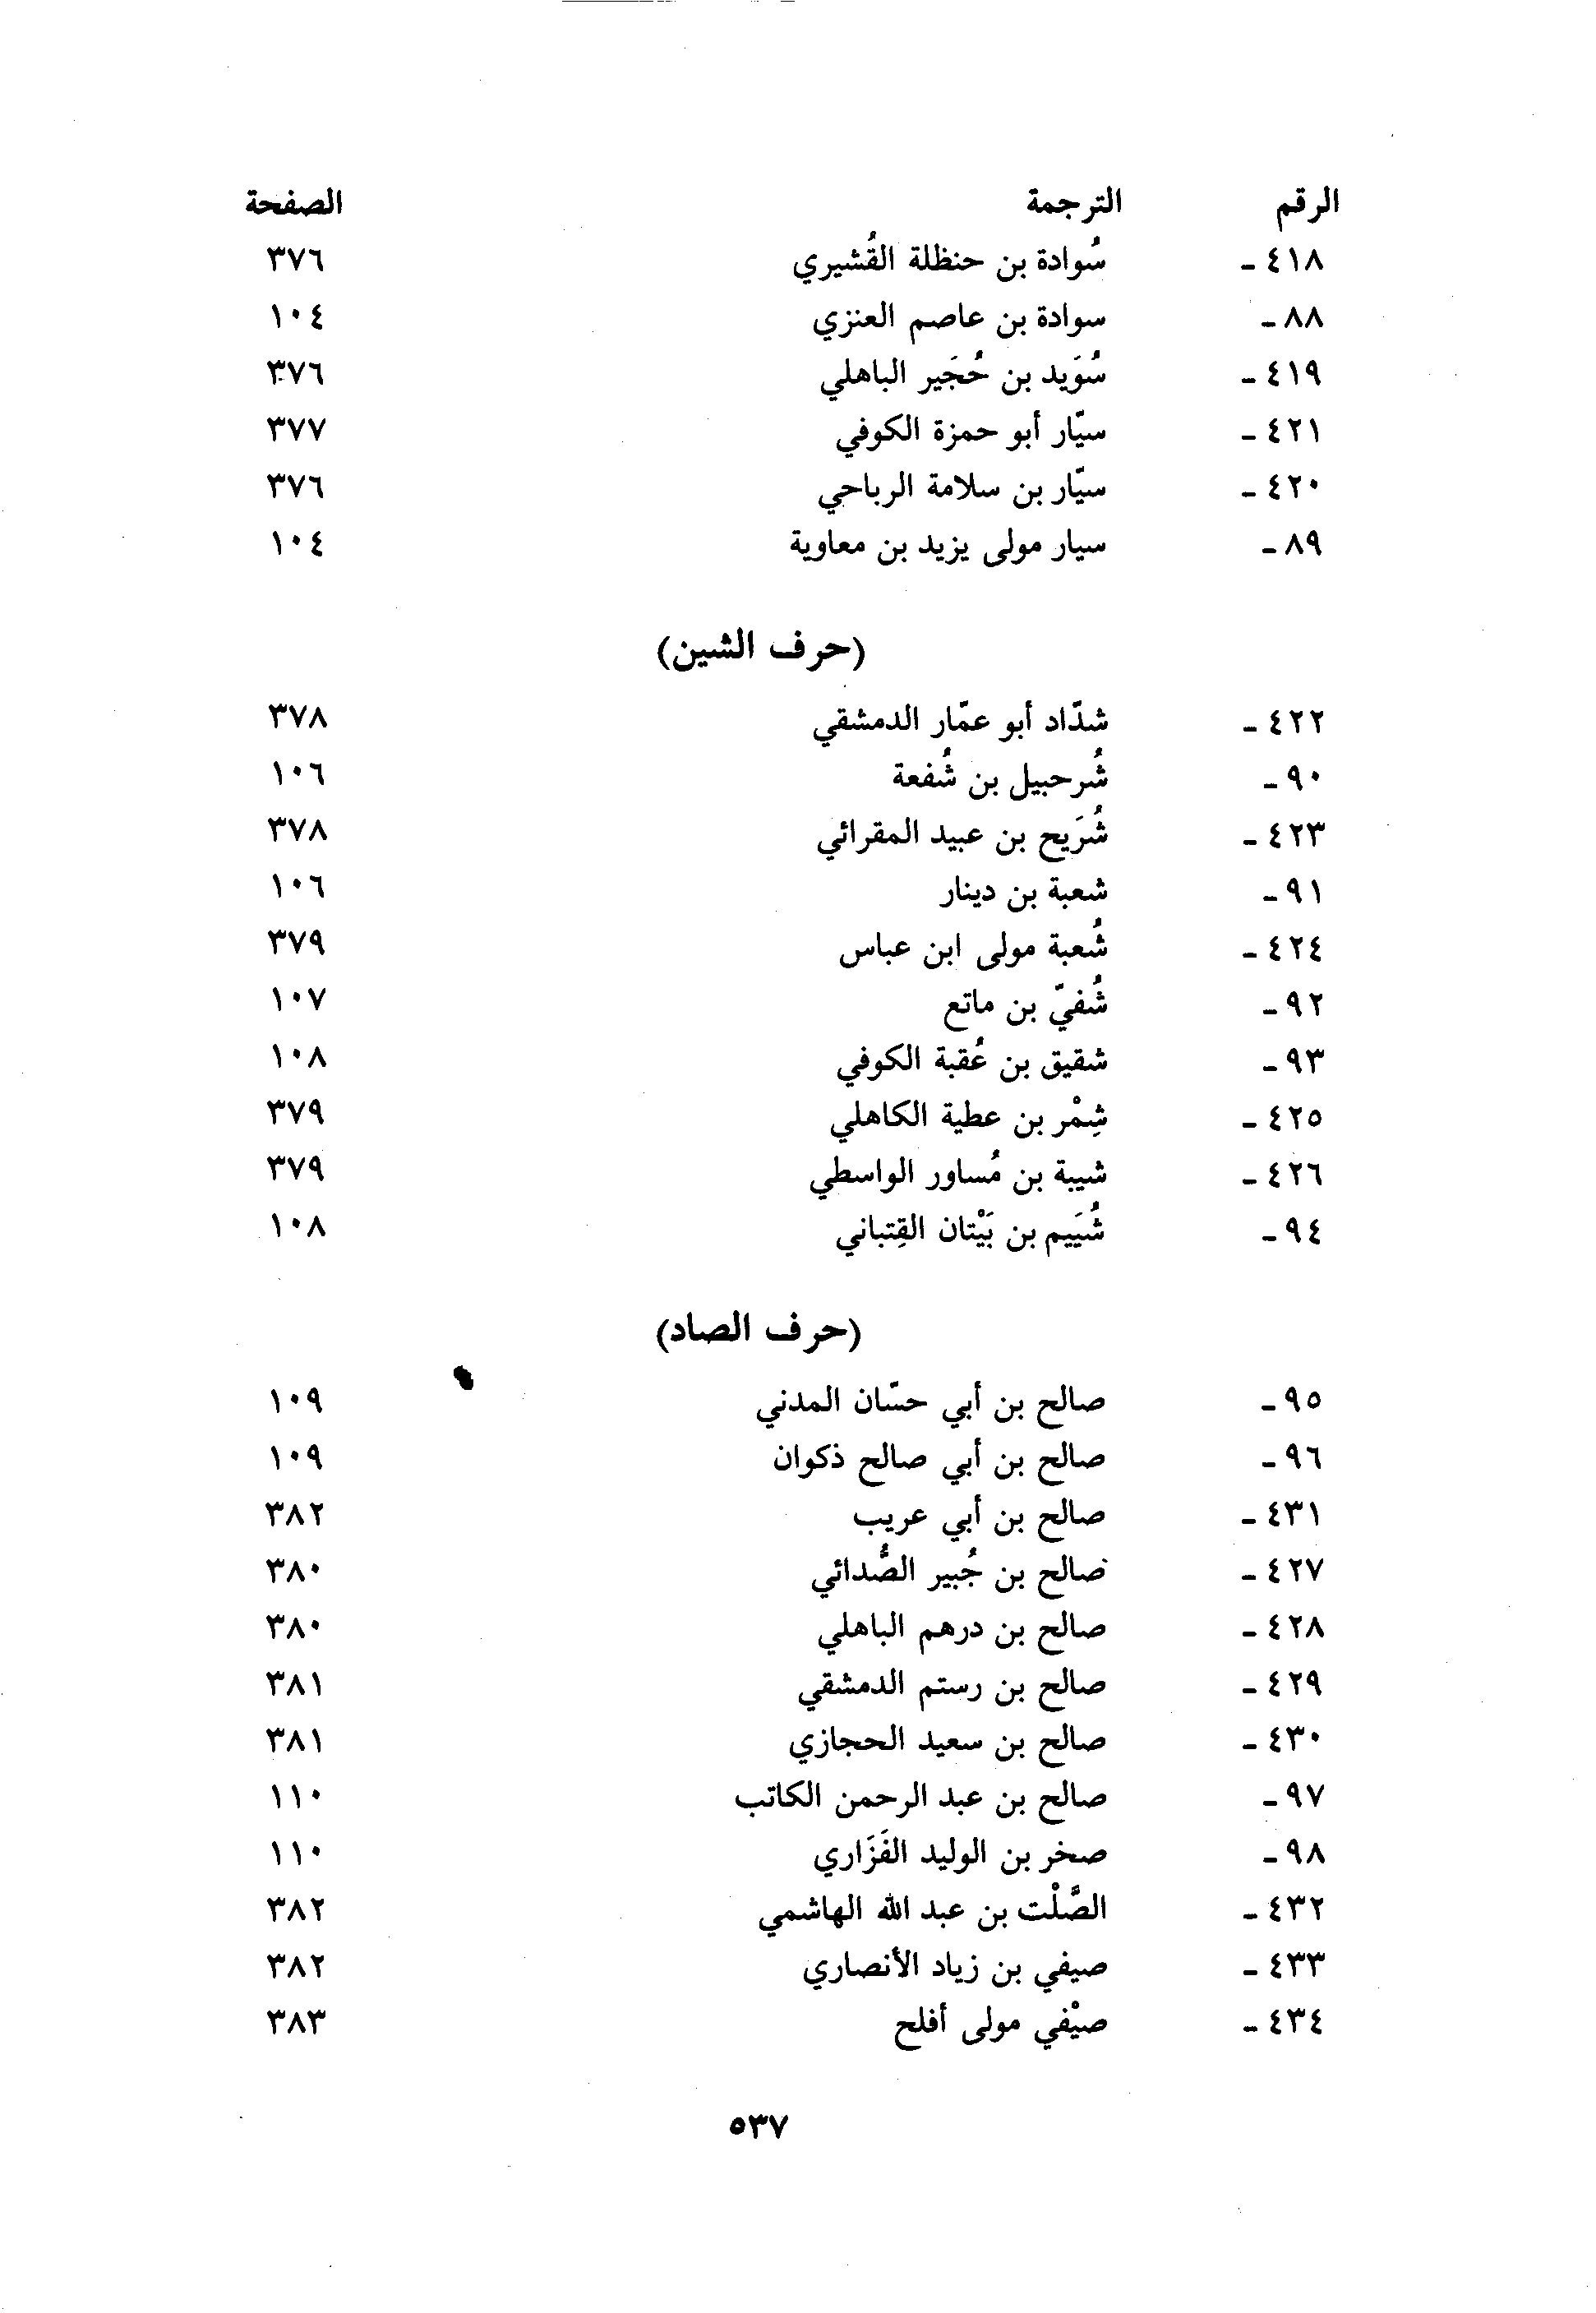 الرقم الترجمة الصفحة
٤١٨ ـ سُوادة بن حنظلة القُشيري ٣٧٦
٨٨ ـ سوادة بن عاصم العنزي ١٠٤
٤١٩ ـ سُوَيد بن حُجَير الباهلي ٣٧٦
٤٢١ ـ سيّار أبو حمزة الكوفي ٣٧٧
٤٢٠ ـ سيّار بن سلامة الرباحي ٣٧٦
٨٩ ـ سيار مولى يزيد بن معاوية ١٠٤
(حرف الشين)
٤٢٢ ـ شدّاد أبو عمّار الدمشقي ٣٧٨
٩٠ ـ شُرحبيل بن شُفعة ١٠٦
٤٢٣ ـ شُرَيح بن عبيد المقرائي ٣٧٨
٩١ ـ شعبة بن دينار ١٠٦
٤٢٤ ـ شُعبة مولى ابن عباس ٣٧٩
٩٢ ـ شُفيّ بن ماتع ١٠٧
٩٣ ـ شقيق بن عُقبة الكوفي ١٠٨
٤٢٥ ـ شِمْر بن عطية الكاهلي ٣٧٩
٤٢٦ ـ شيبة بن مُساور الواسطي ٣٧٩
٩٤ ـ شُيَيم بن بَيْتان القِتباني ١٠٨
(حرف الصاد)
٩٥ ـ صالح بن أبي حسّان المدني ١٠٩
٩٦ ـ صالح بن أبي صالح ذكوان ١٠٩
٤٣١ ـ صالح بن أبي عريب ٣٨٢
٤٢٧ ـ صالح بن جُبير الصُّدائي ٣٨٠
٤٢٨ ـ صالح بن درهم الباهلي ٣٨٠
٤٢٩ ـ صالح بن رستم الدمشقي ٣٨١
٤٣٠ ـ صالح بن سعيد الحجازي ٣٨١
٩٧ ـ صالح بن عبد الرحمن الكاتب ١١٠
٩٨ ـ صخر بن الوليد الفَزَاري ١١٠
٤٣٢ ـ الصَّلْت بن عبد الله الهاشمي ٣٨٢
٤٣٣ ـ صيفي بن زياد الأنصاري ٣٨٢
٤٣٤ ـ صيْفي مولى أفلح ٣٨٣
٥٣٧